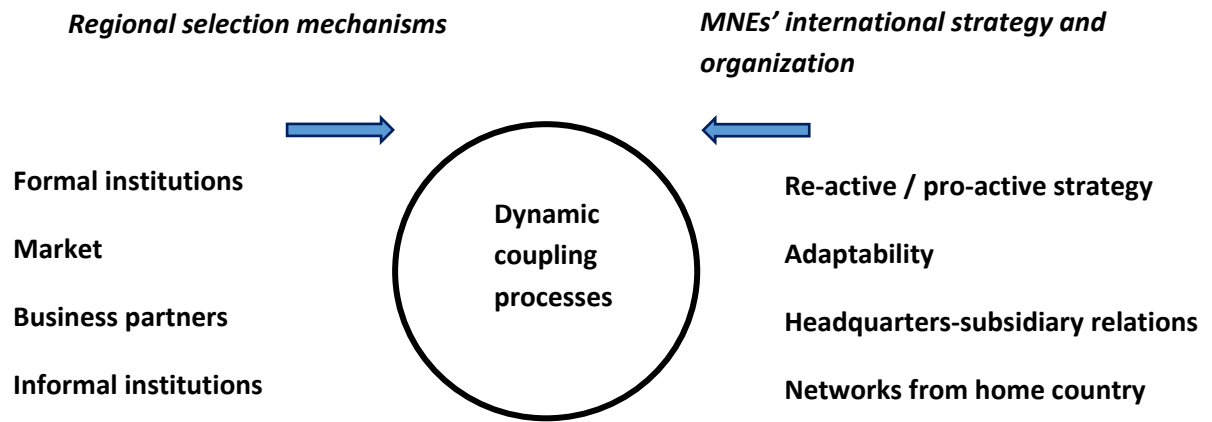 Regional selection mechanisms
MNEs' international strategy and
organization
Formal institutions
Market
Business partners
Informal institutions
Dynamic
coupling
processes
Re-active / pro-active strategy
Adaptability
Headquarters-subsidiary relations
Networks from home country